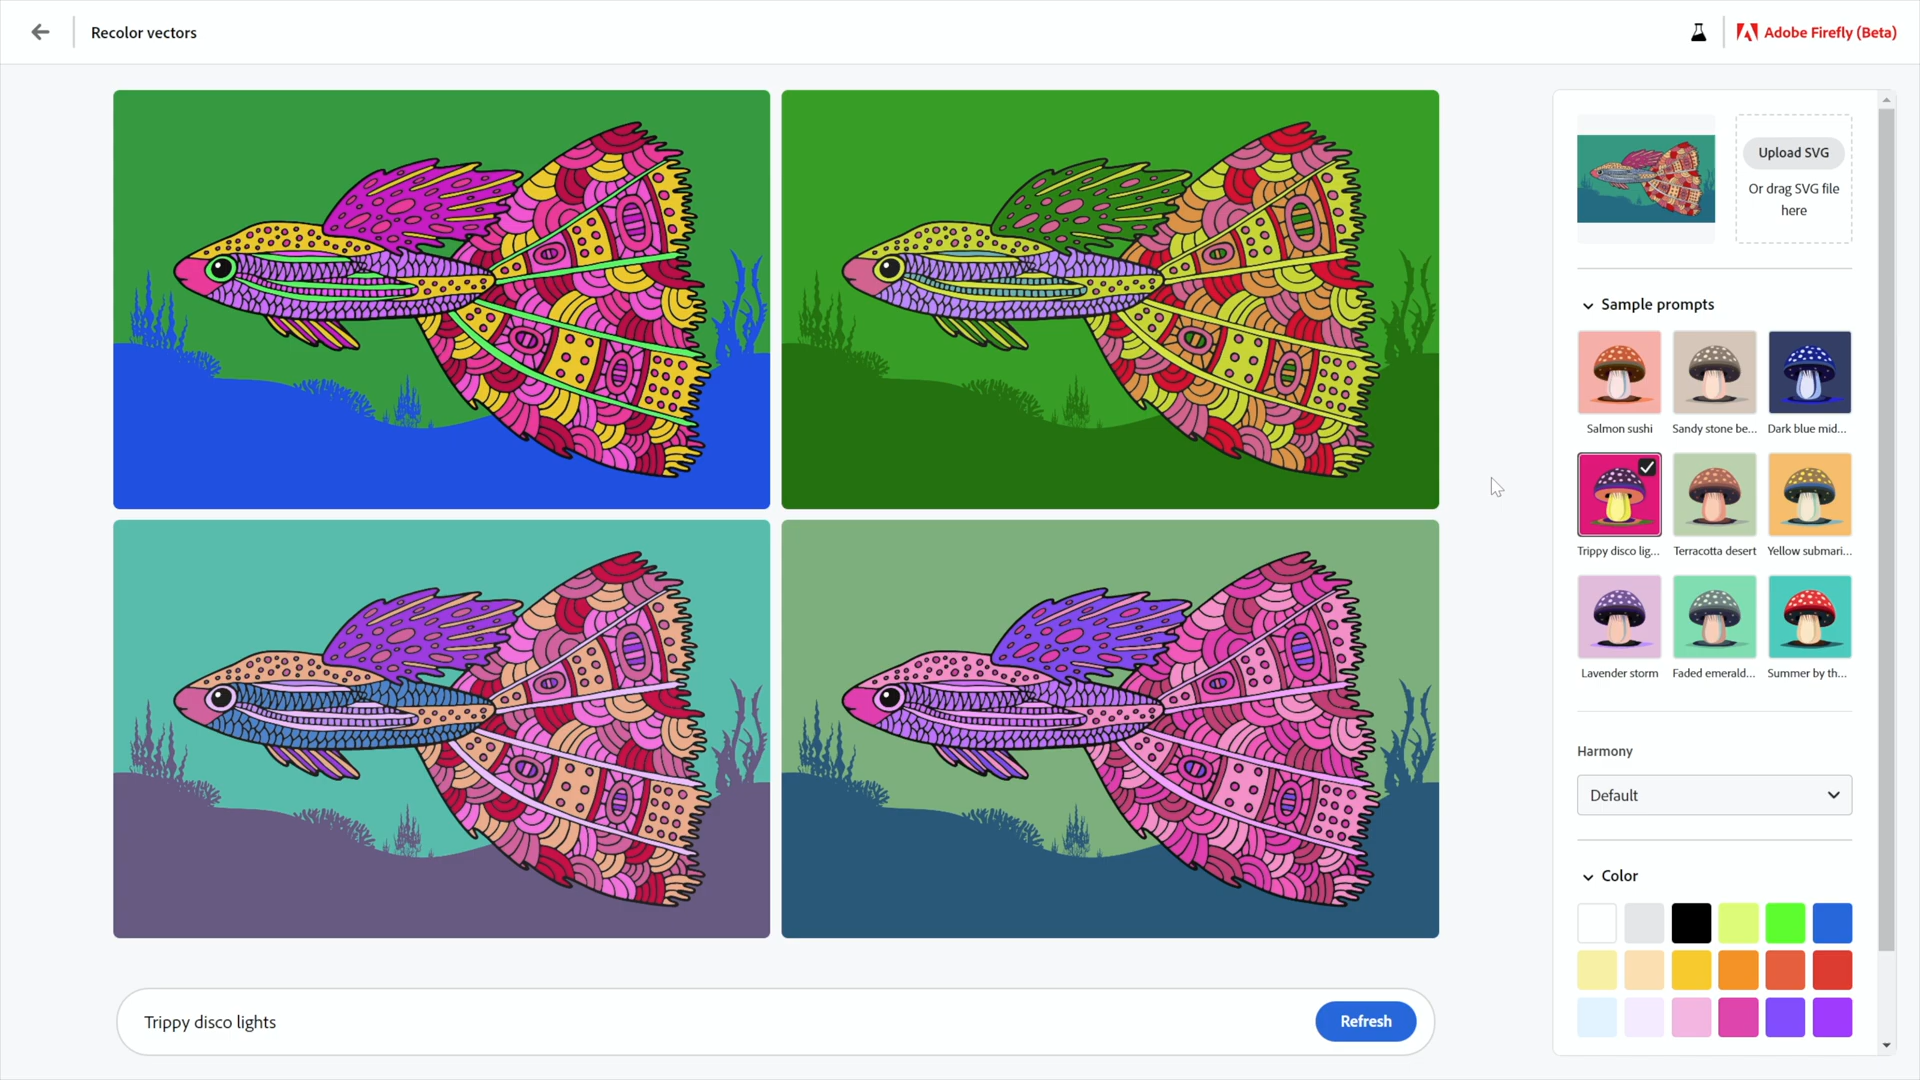 Recolor vectors
Adobe Firefly (Beta)
Upload SVG
Or drag SVG file
here
Sample prompts
Salmon sushi
Sandy stone be...
Dark blue mid...
Trippy disco lig...
Terracotta desert
Yellow submari...
Lavender storm
Faded emerald...
Summer by th...
Harmony
Default
Color
Trippy disco lights
Refresh